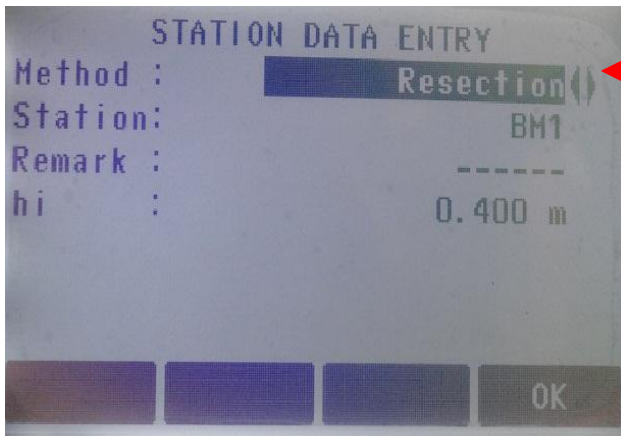 STATION DATA ENTRY
Method : Resection
Station: BM1
Remark : ------
hi : 0.400 m
OK